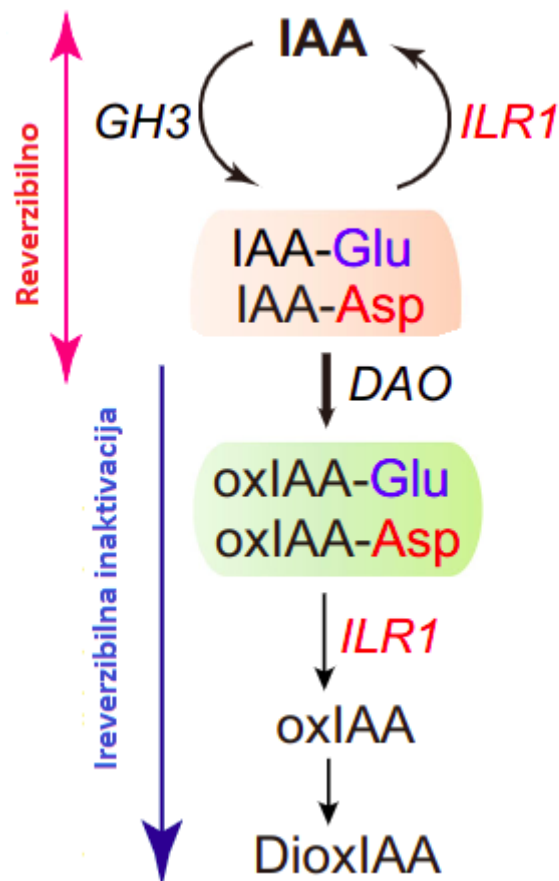 IAA
GH3
ILR1
Reverzibilno
IAA-Glu
IAA-Asp
DAO
Ireverzibilna inaktivacija
oxIAA-Glu
oxIAA-Asp
ILR1
oxIAA
DioxIAA